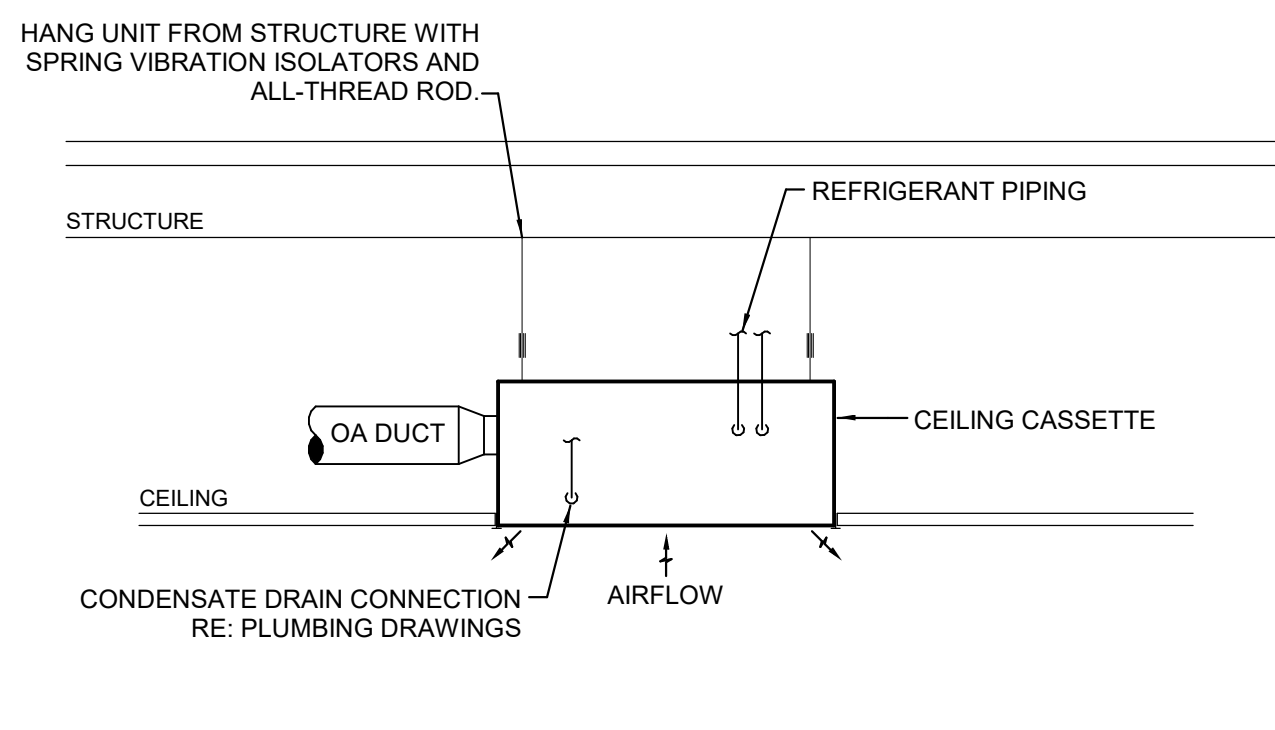 HANG UNIT FROM STRUCTURE WITH
SPRING VIBRATION ISOLATORS AND
ALL-THREAD ROD.
REFRIGERANT PIPING
STRUCTURE
CEILING CASSETTE
OA DUCT
CEILING
CONDENSATE DRAIN CONNECTION
RE: PLUMBING DRAWINGS
AIRFLOW